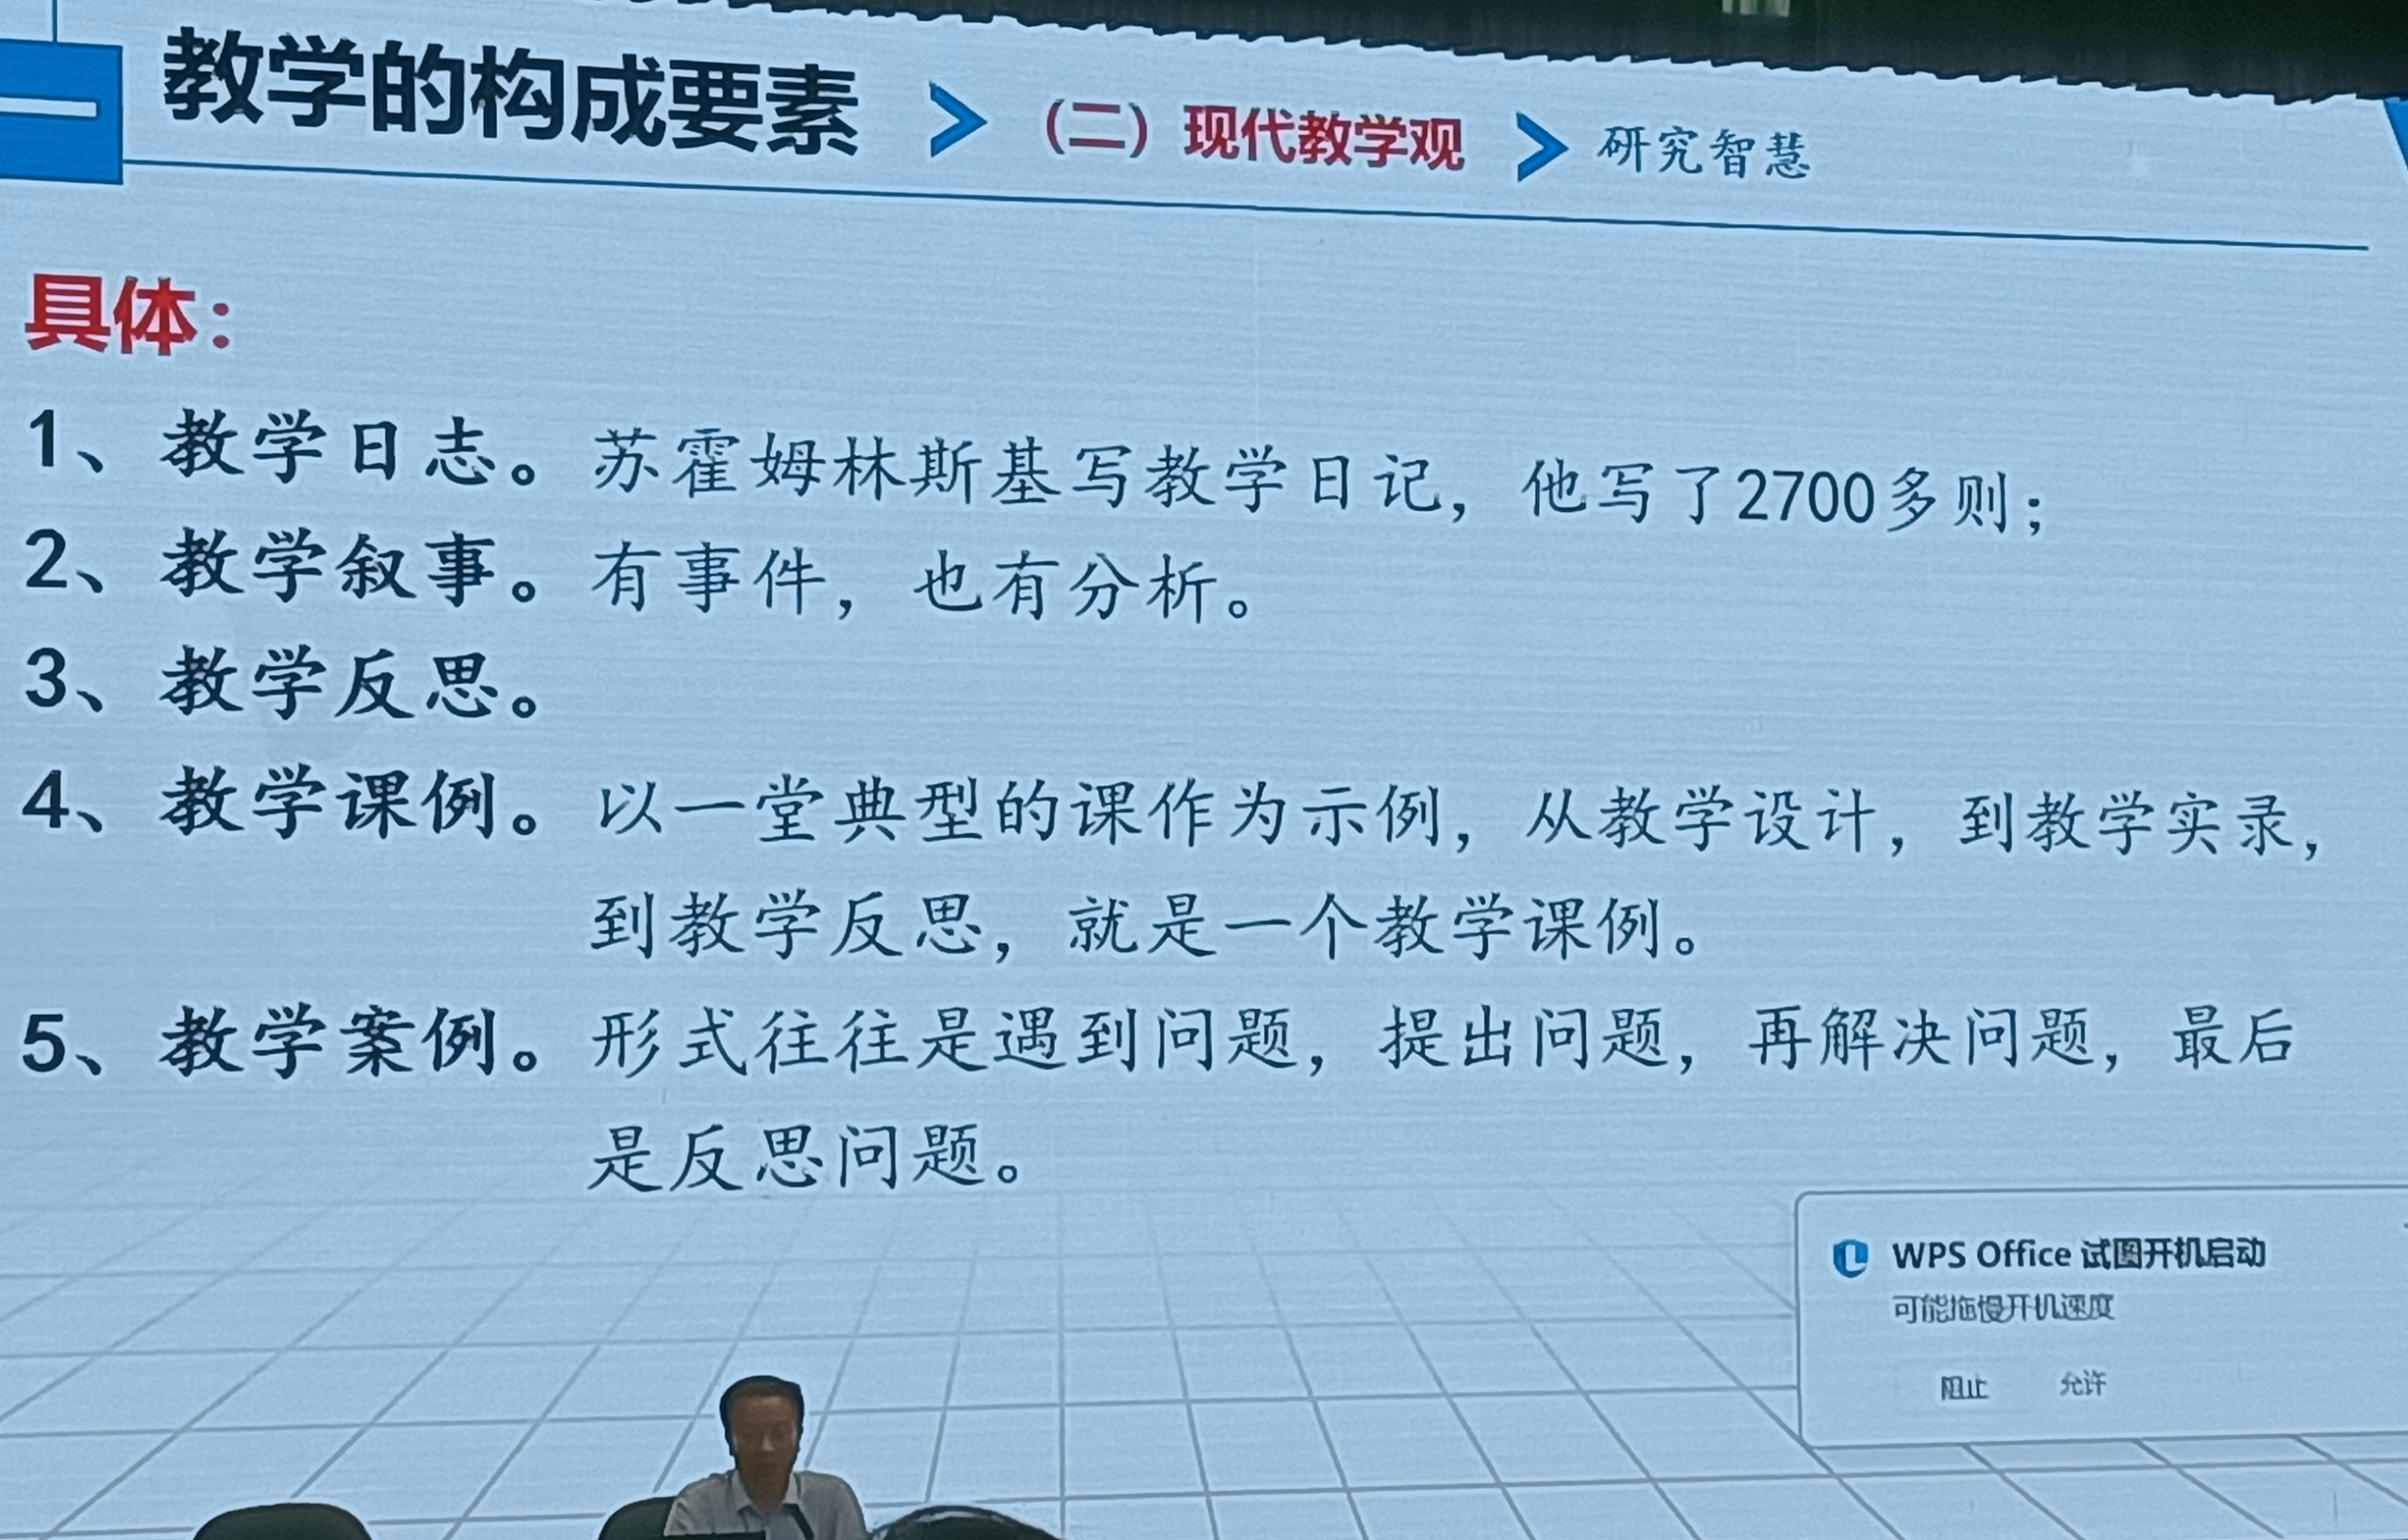 一
教学的构成要素 > (二) 现代教学观 > 研究智慧
具体：
1、教学日志。苏霍姆林斯基写教学日记，他写了2700多则；
2、教学叙事。有事件，也有分析。
3、教学反思。
4、教学课例。以一堂典型的课作为示例，从教学设计，到教学实录，
到教学反思，就是一个教学课例。
5、教学案例。形式往往是遇到问题，提出问题，再解决问题，最后
是反思问题。
WPS Office 试图开机启动
可能拖慢开机速度
阻止 允许